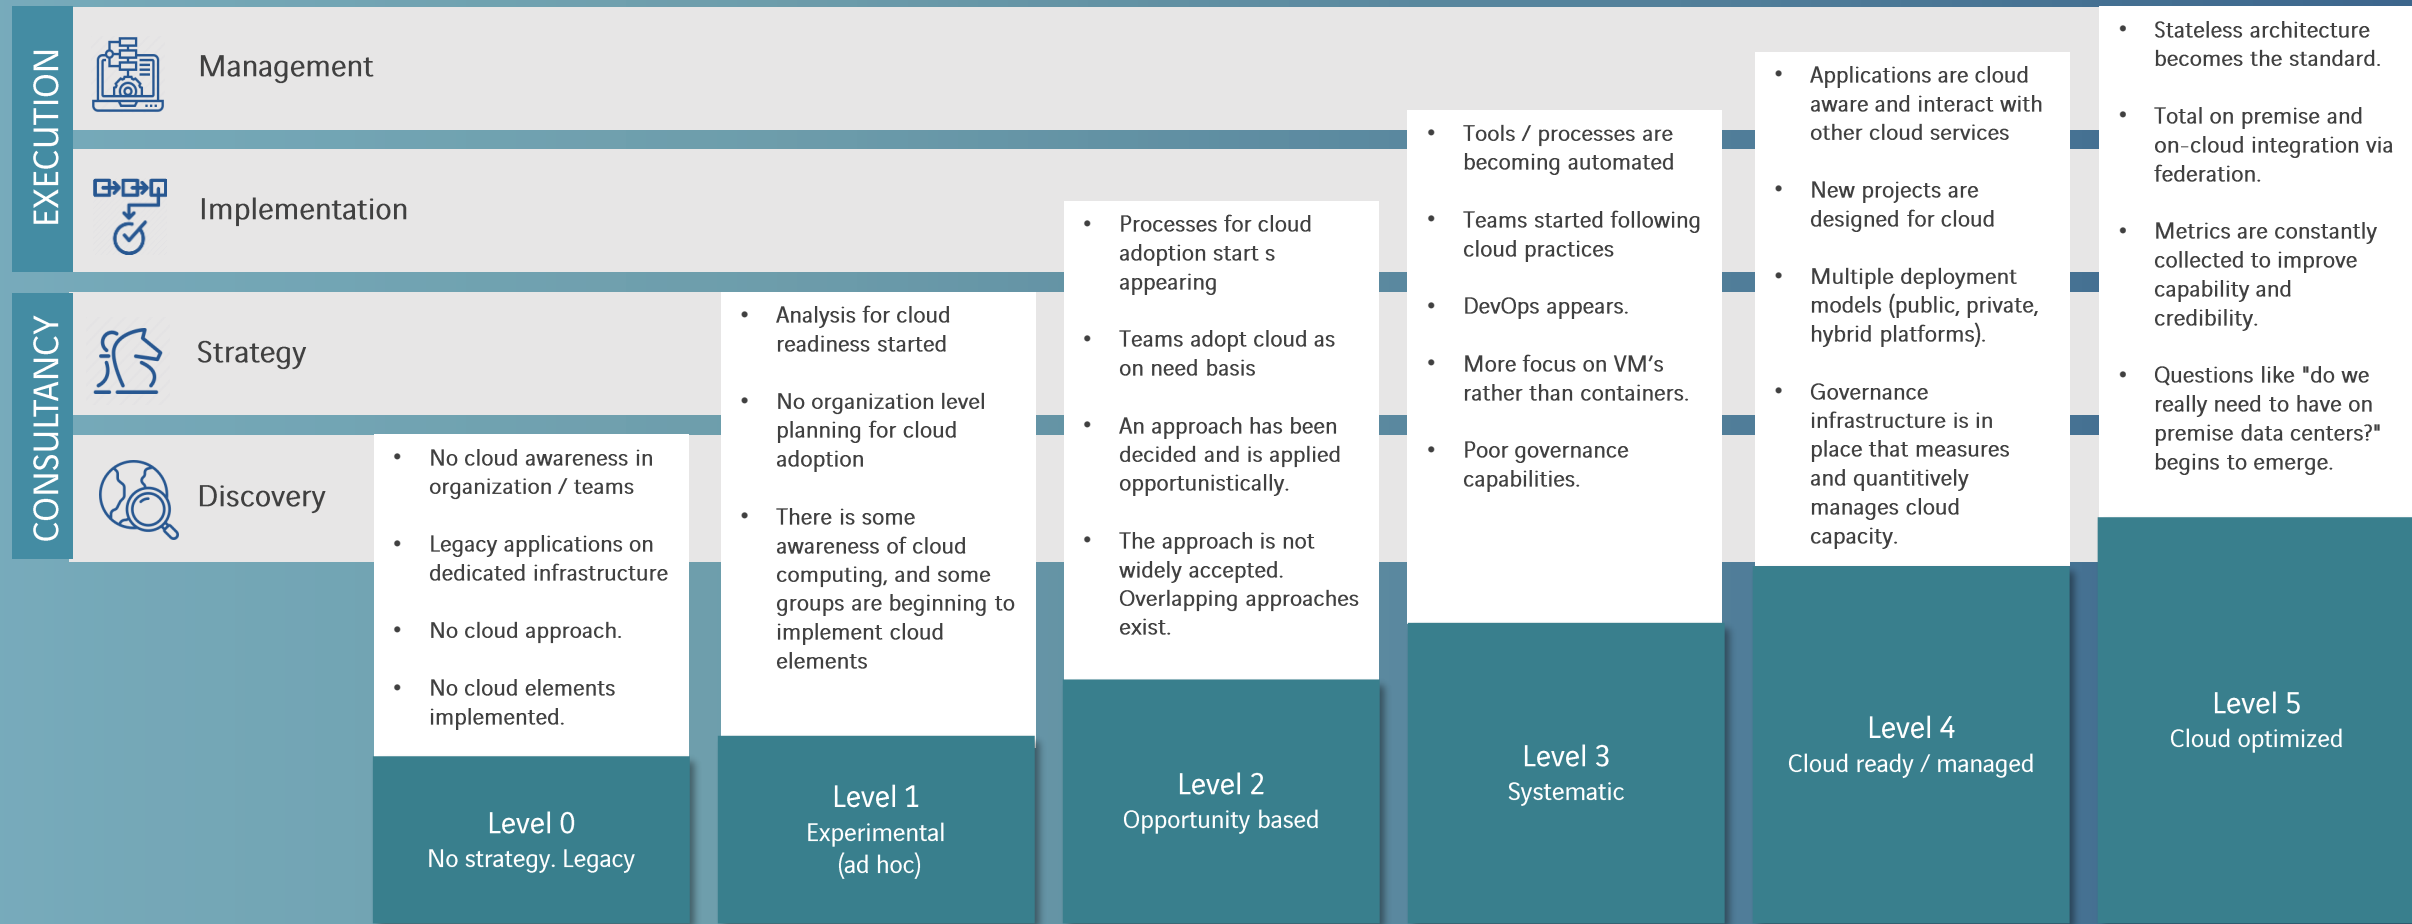 EXECUTION
Management
Implementation
CONSULTANCY
Strategy
Discovery
• No cloud awareness in
organization / teams
• Legacy applications on
dedicated infrastructure
• No cloud approach.
• No cloud elements
implemented.
Level 0
No strategy. Legacy
• Analysis for cloud
readiness started
• No organization level
planning for cloud
adoption
• There is some
awareness of cloud
computing, and some
groups are beginning to
implement cloud
elements
Level 1
Experimental
(ad hoc)
• Processes for cloud
adoption start s
appearing
• Teams adopt cloud as
on need basis
• An approach has been
decided and is applied
opportunistically.
• The approach is not
widely accepted.
Overlapping approaches
exist.
Level 2
Opportunity based
• Tools / processes are
becoming automated
• Teams started following
cloud practices
• DevOps appears.
• More focus on VM's
rather than containers.
• Poor governance
capabilities.
Level 3
Systematic
• Applications are cloud
aware and interact with
other cloud services
• New projects are
designed for cloud
• Multiple deployment
models (public, private,
hybrid platforms).
• Governance
infrastructure is in
place that measures
and quantitively
manages cloud
capacity.
Level 4
Cloud ready / managed
• Stateless architecture
becomes the standard.
• Total on premise and
on-cloud integration via
federation.
• Metrics are constantly
collected to improve
capability and
credibility.
• Questions like "do we
really need to have on
premise data centers?"
begins to emerge.
Level 5
Cloud optimized